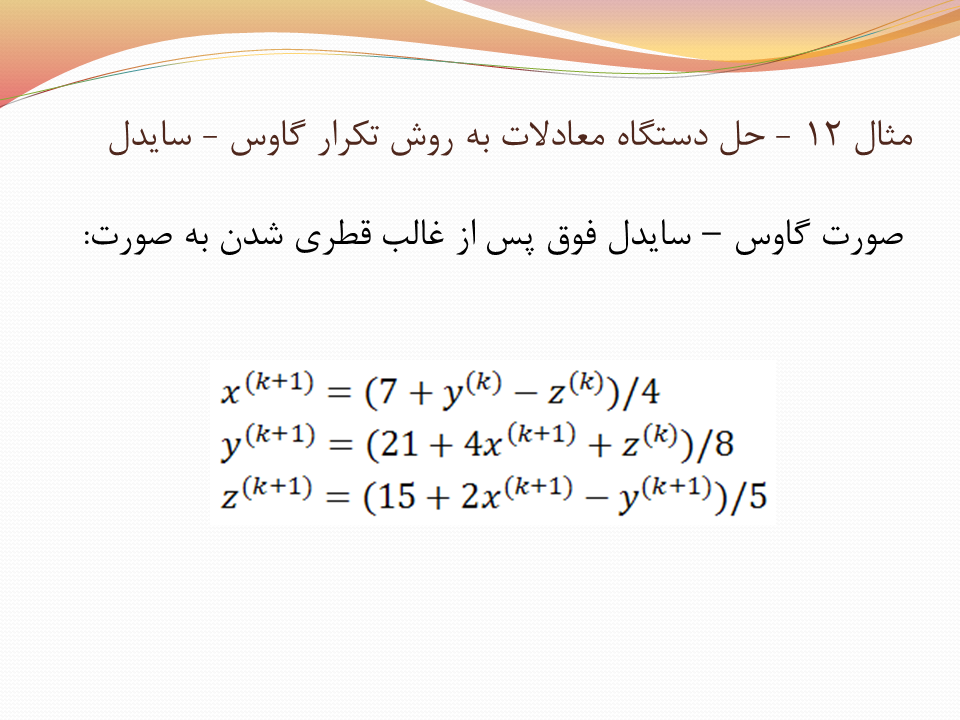 مثال ۱۲ - حل دستگاه معادلات به روش تکرار گاوس - سایدل
صورت گاوس – سایدل فوق پس از غالب قطری شدن به صورت:
x^(k+1) = (7 + y^(k) − z^(k))/4
y^(k+1) = (21 + 4x^(k+1) + z^(k))/8
z^(k+1) = (15 + 2x^(k+1) − y^(k+1))/5